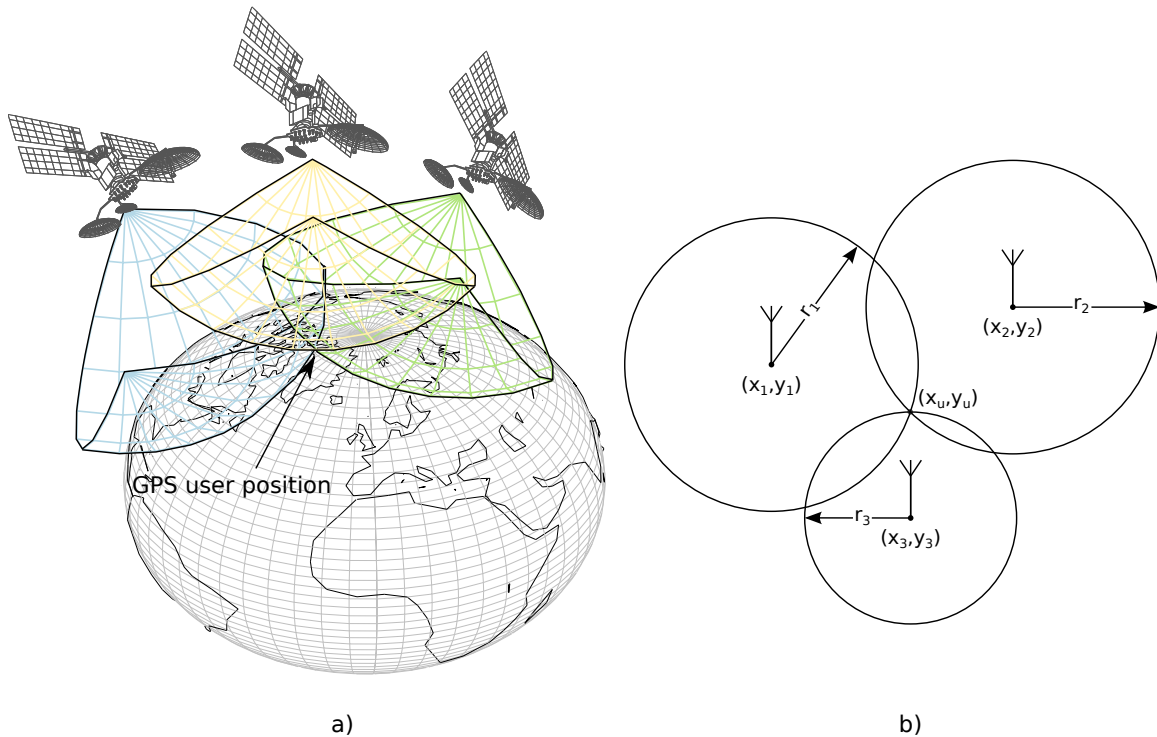 GPS user position
a)
r₁
(x₁,y₁)
(x₂,y₂)
r₂
(xᵤ,yᵤ)
r₃
(x₃,y₃)
b)